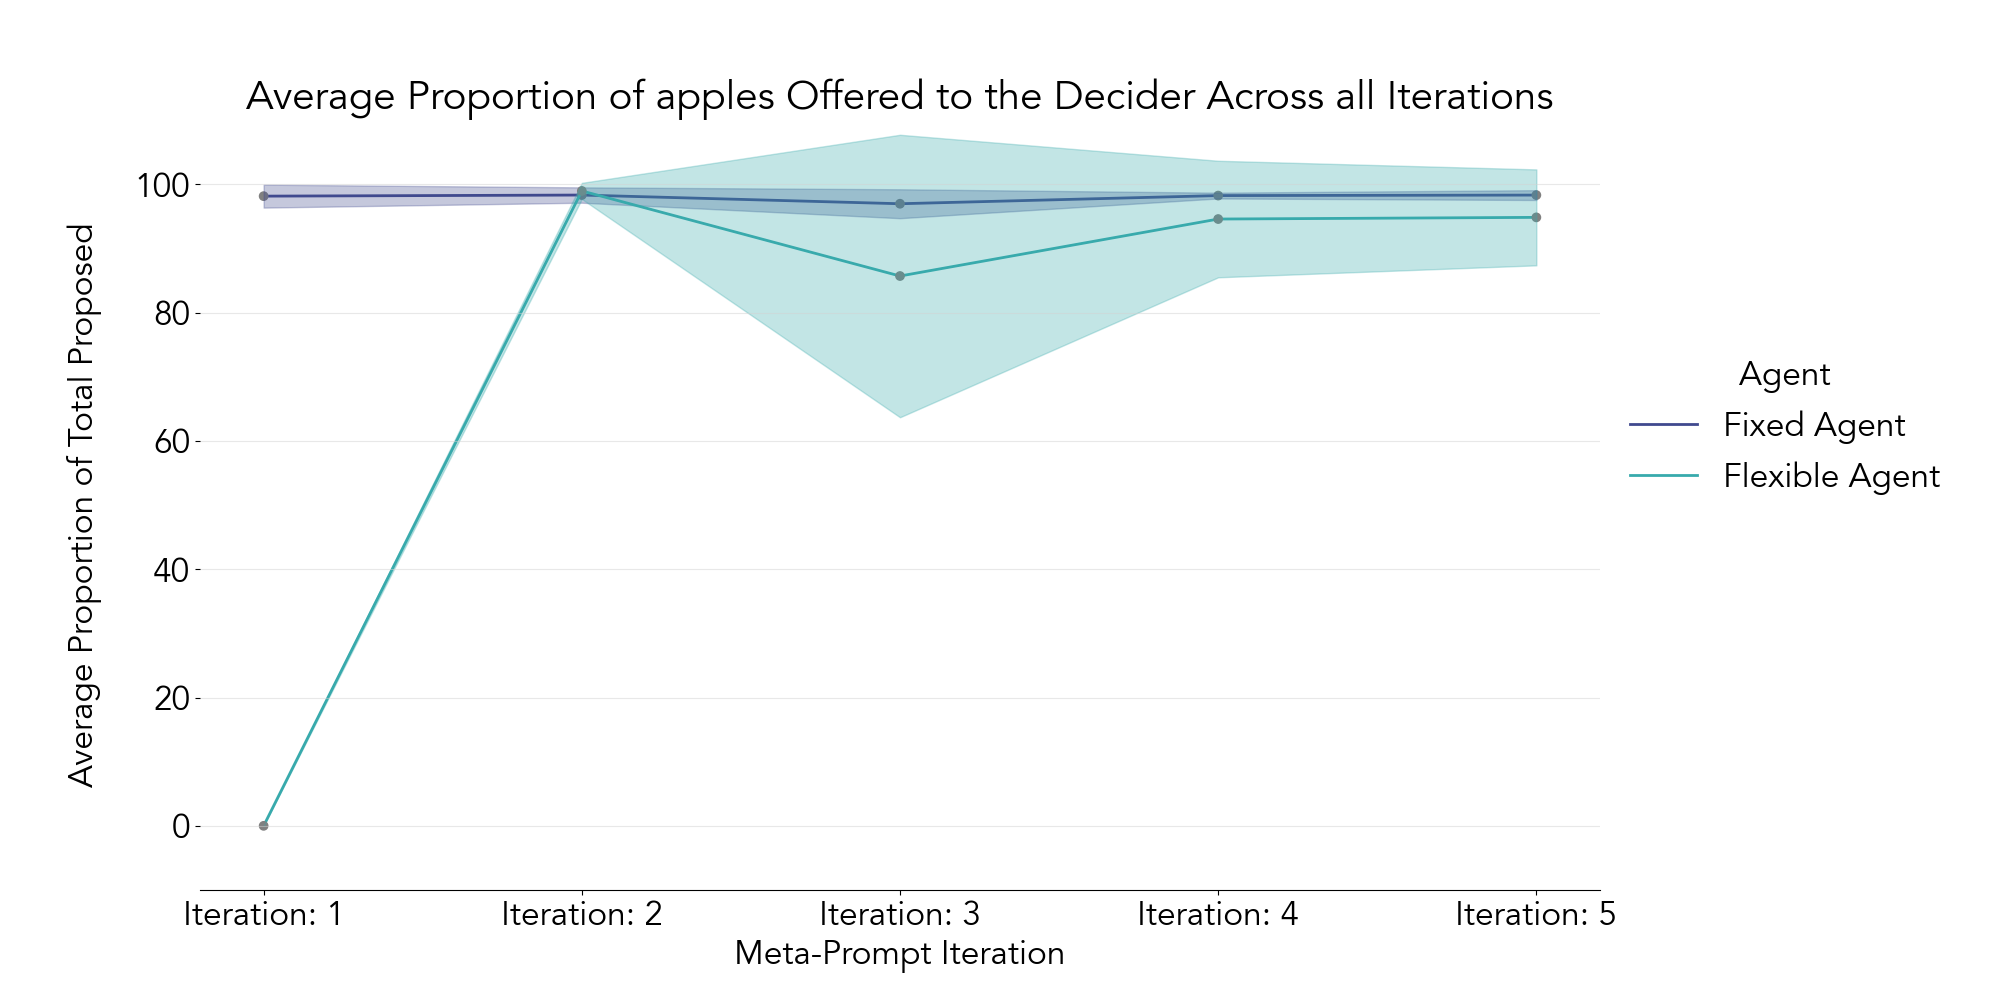 Average Proportion of apples Offered to the Decider Across all Iterations
Average Proportion of Total Proposed
100
80
60
40
20
0
Iteration: 1
Iteration: 2
Iteration: 3
Iteration: 4
Iteration: 5
Meta-Prompt Iteration
Agent
Fixed Agent
Flexible Agent